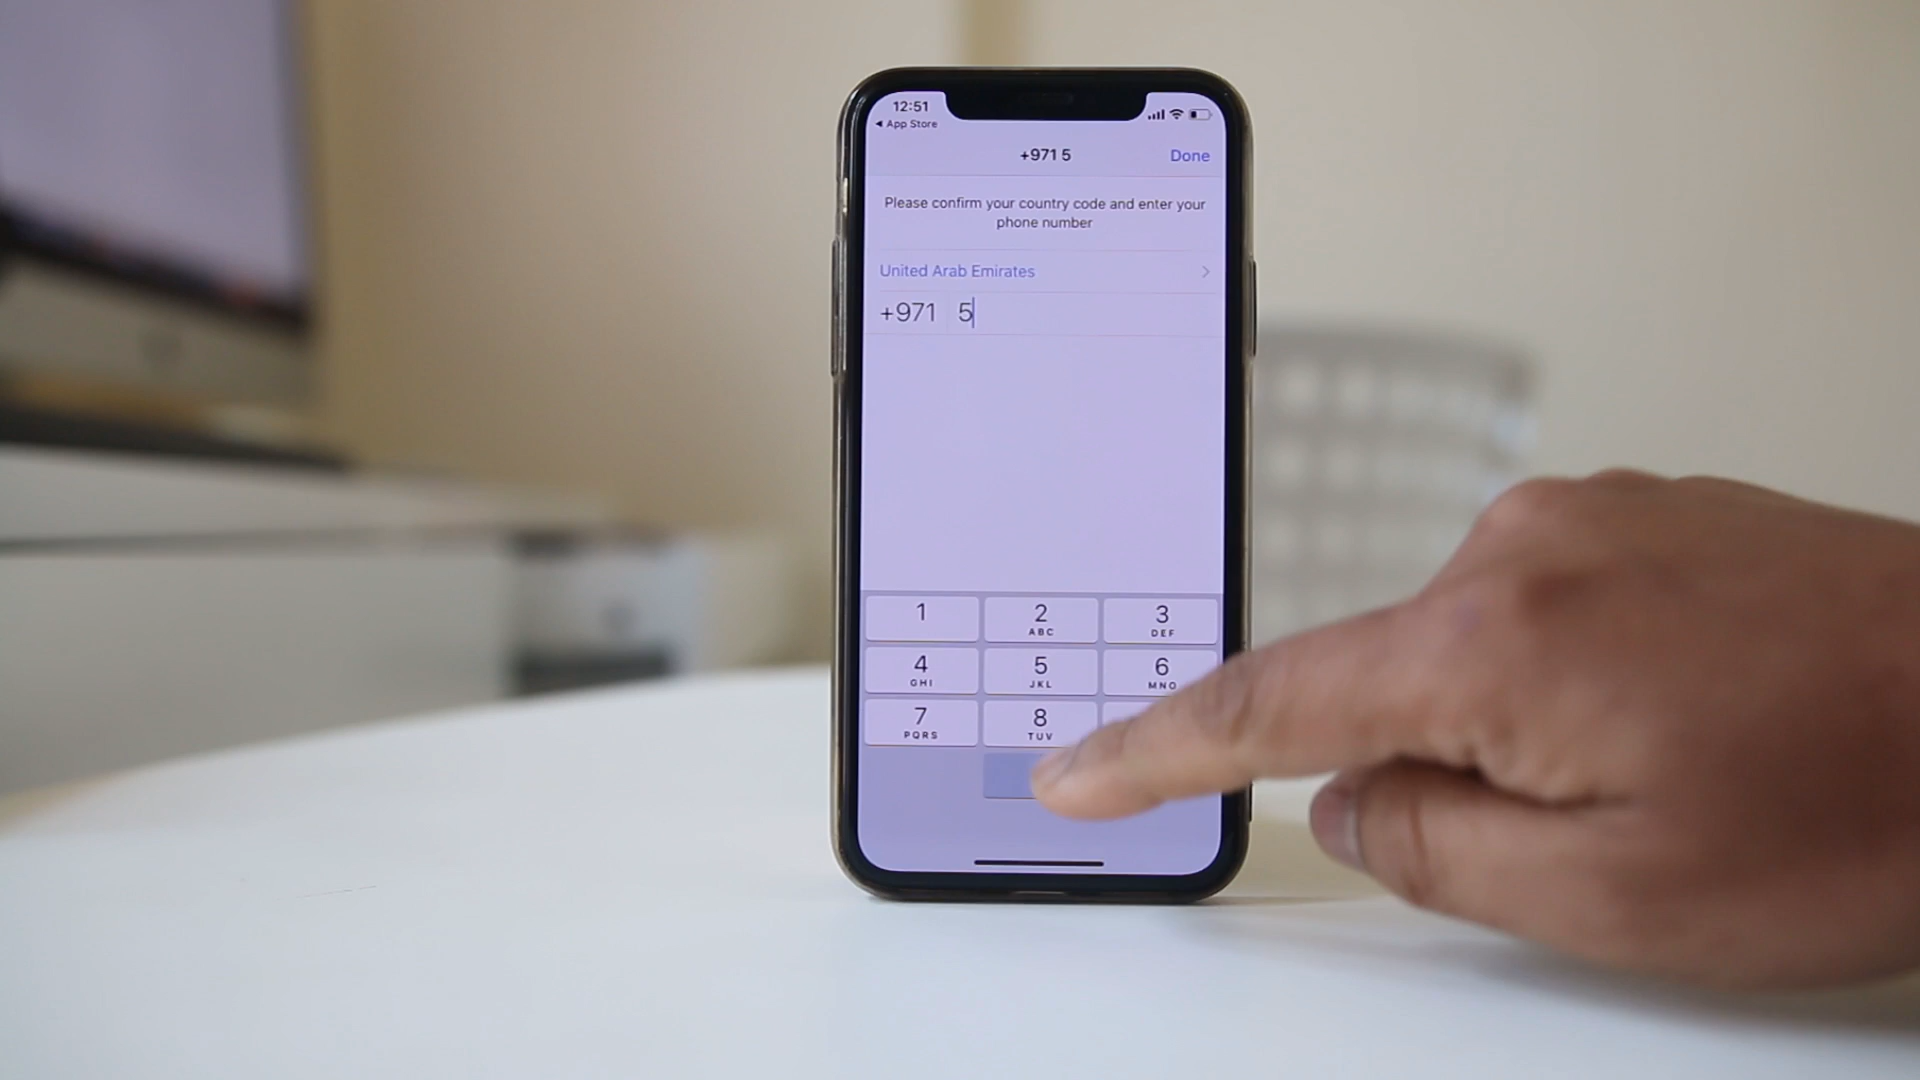 12:51
◀ App Store
+971 5 Done
Please confirm your country code and enter your
phone number
United Arab Emirates
+971 5
1 2 3
ABC DEF
4 5 6
GHI JKL MNO
7 8
PQRS TUV